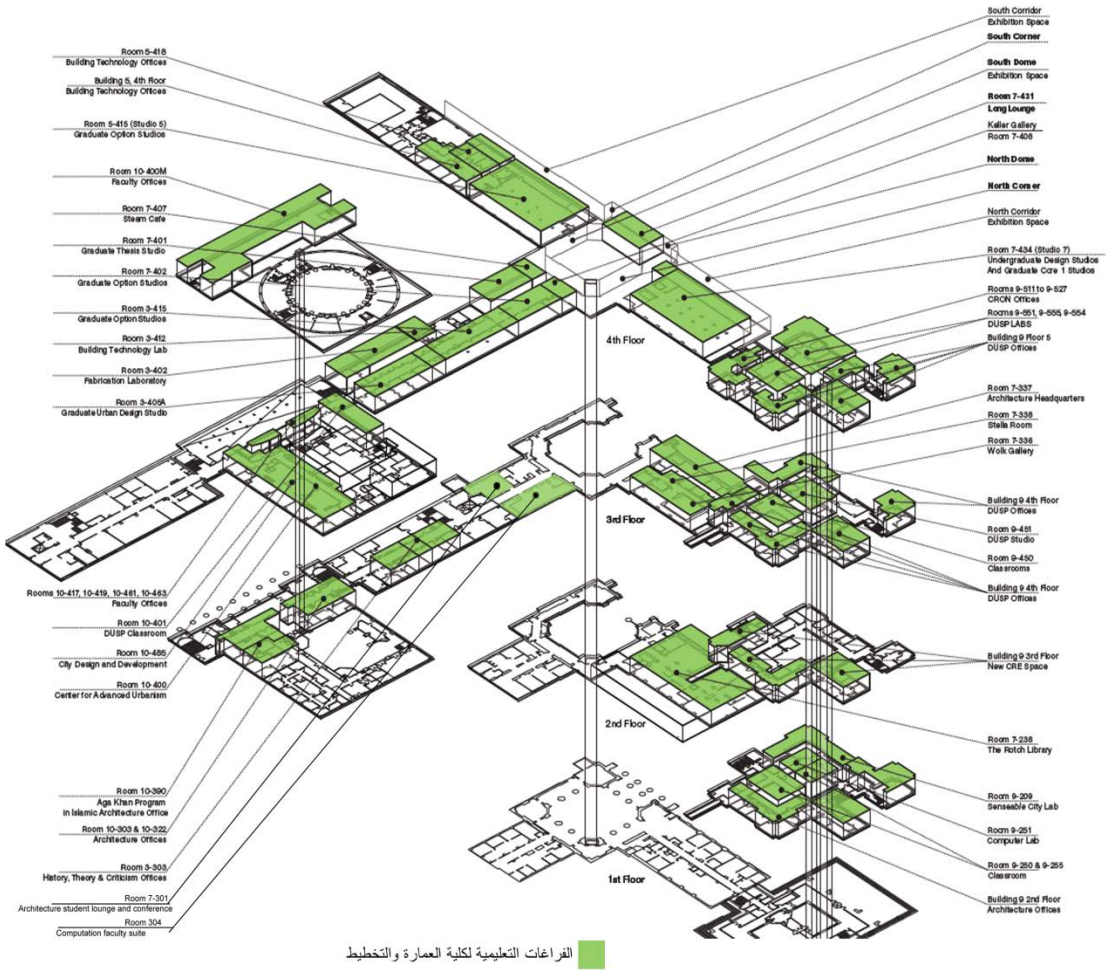 Room 5-418
Building Technology Offices
Building 5, 4th Floor
Building Technology Offices
Room 5-415 (Studio 5)
Graduate Option Studios
Room 10-400M
Faculty Offices
Room 7-407
Steam Cafe
Room 7-401
Graduate Thesis Studio
Room 7-402
Graduate Option Studios
Room 3-415
Graduate Option Studios
Room 3-412
Building Technology Lab
Room 3-402
Fabrication Laboratory
Room 3-405A
Graduate Urban Design Studio
Rooms 10-417, 10-419, 10-461, 10-463
Faculty Offices
Room 10-401
DUSP Classroom
Room 10-485
City Design and Development
Room 10-400
Center for Advanced Urbanism
Room 10-390
Aga Khan Program
in Islamic Architecture Office
Room 10-303 & 10-322
Architecture Offices
Room 3-303
History, Theory & Criticism Offices
Room 7-301
Architecture student lounge and conference
Room 304
Computation faculty suite
4th Floor
3rd Floor
2nd Floor
1st Floor
South Corridor
Exhibition Space
South Corner
South Dome
Exhibition Space
Room 7-431
Long Lounge
Keller Gallery
Room 7-408
North Dome
North Corner
North Corridor
Exhibition Space
Room 7-434 (Studio 7)
Undergraduate Design Studios
And Graduate Core 1 Studios
Rooms 9-511 to 9-527
CRON Offices
Rooms 9-551, 9-555, 9-554
DUSP LABS
Building 9 Floor 5
DUSP Offices
Room 7-337
Architecture Headquarters
Room 7-338
Stella Room
Room 7-336
Wolk Gallery
Building 9 4th Floor
DUSP Offices
Room 9-451
DUSP Studio
Room 9-450
Classrooms
Building 9 4th Floor
DUSP Offices
Building 9 3rd Floor
New CRE Space
Room 7-238
The Rotch Library
Room 9-209
Senseable City Lab
Room 9-251
Computer Lab
Room 9-250 & 9-255
Classroom
Building 9 2nd Floor
Architecture Offices
الفراغات التعليمية لكلية العمارة والتخطيط